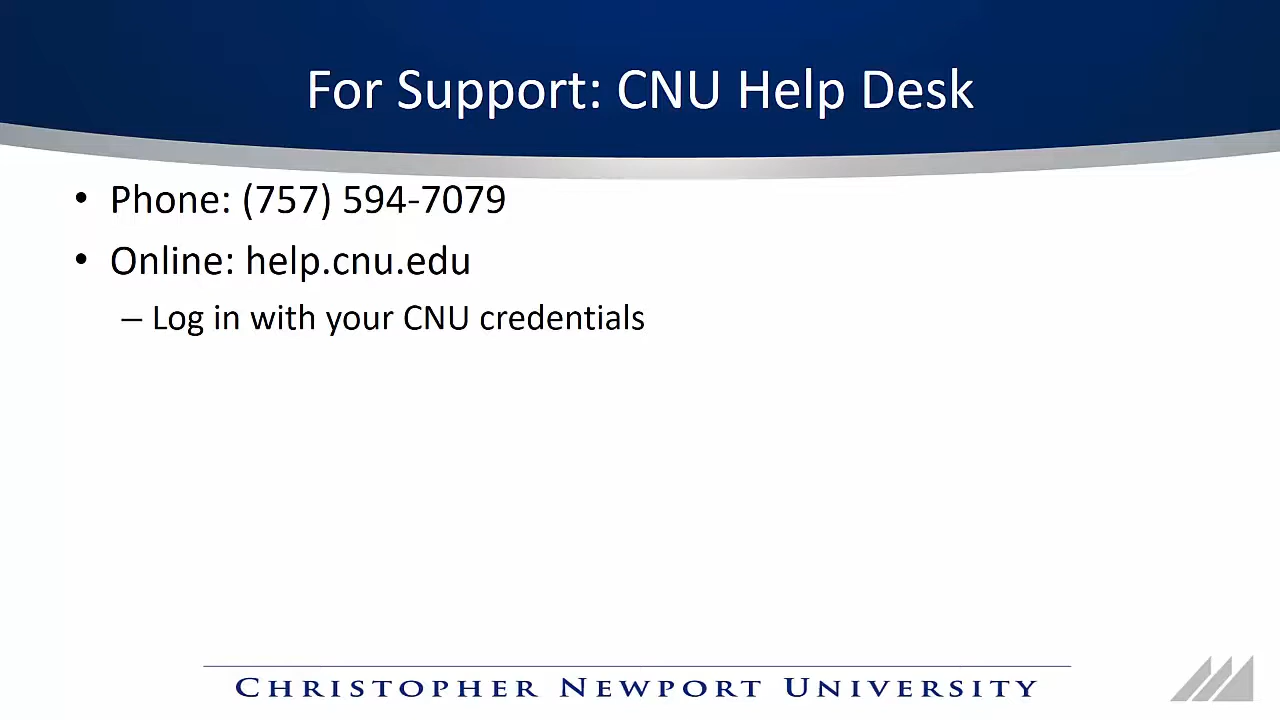 For Support: CNU Help Desk
• Phone: (757) 594-7079
• Online: help.cnu.edu
– Log in with your CNU credentials
CHRISTOPHER NEWPORT UNIVERSITY